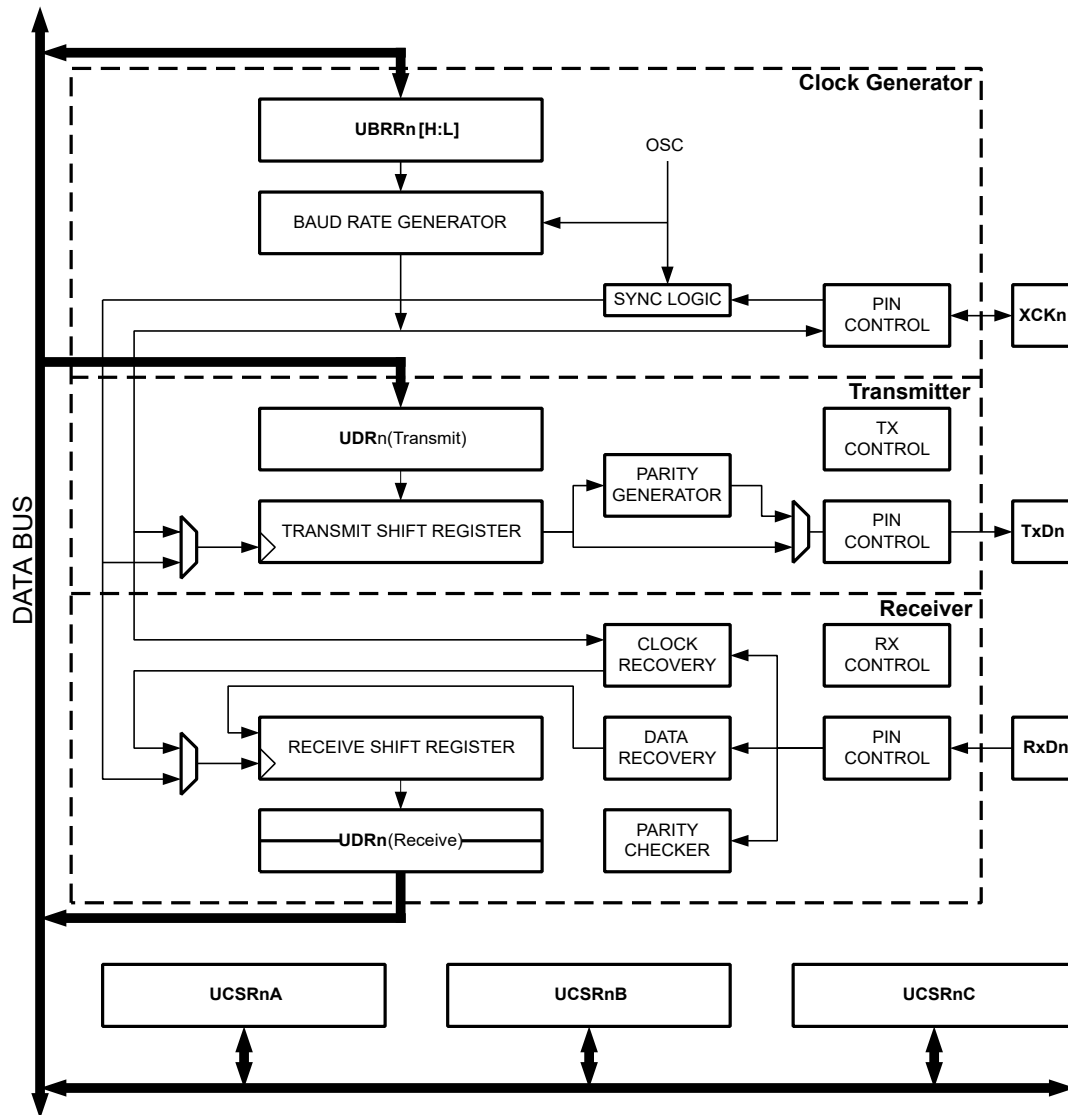 Clock Generator
UBRRn [H:L]
OSC
BAUD RATE GENERATOR
SYNC LOGIC
PIN
CONTROL
XCKn
Transmitter
UDRn(Transmit)
TX
CONTROL
PARITY
GENERATOR
TRANSMIT SHIFT REGISTER
PIN
CONTROL
TxDn
DATA BUS
Receiver
CLOCK
RECOVERY
RX
CONTROL
RECEIVE SHIFT REGISTER
DATA
RECOVERY
PIN
CONTROL
RxDn
UDRn(Receive)
PARITY
CHECKER
UCSRnA
UCSRnB
UCSRnC